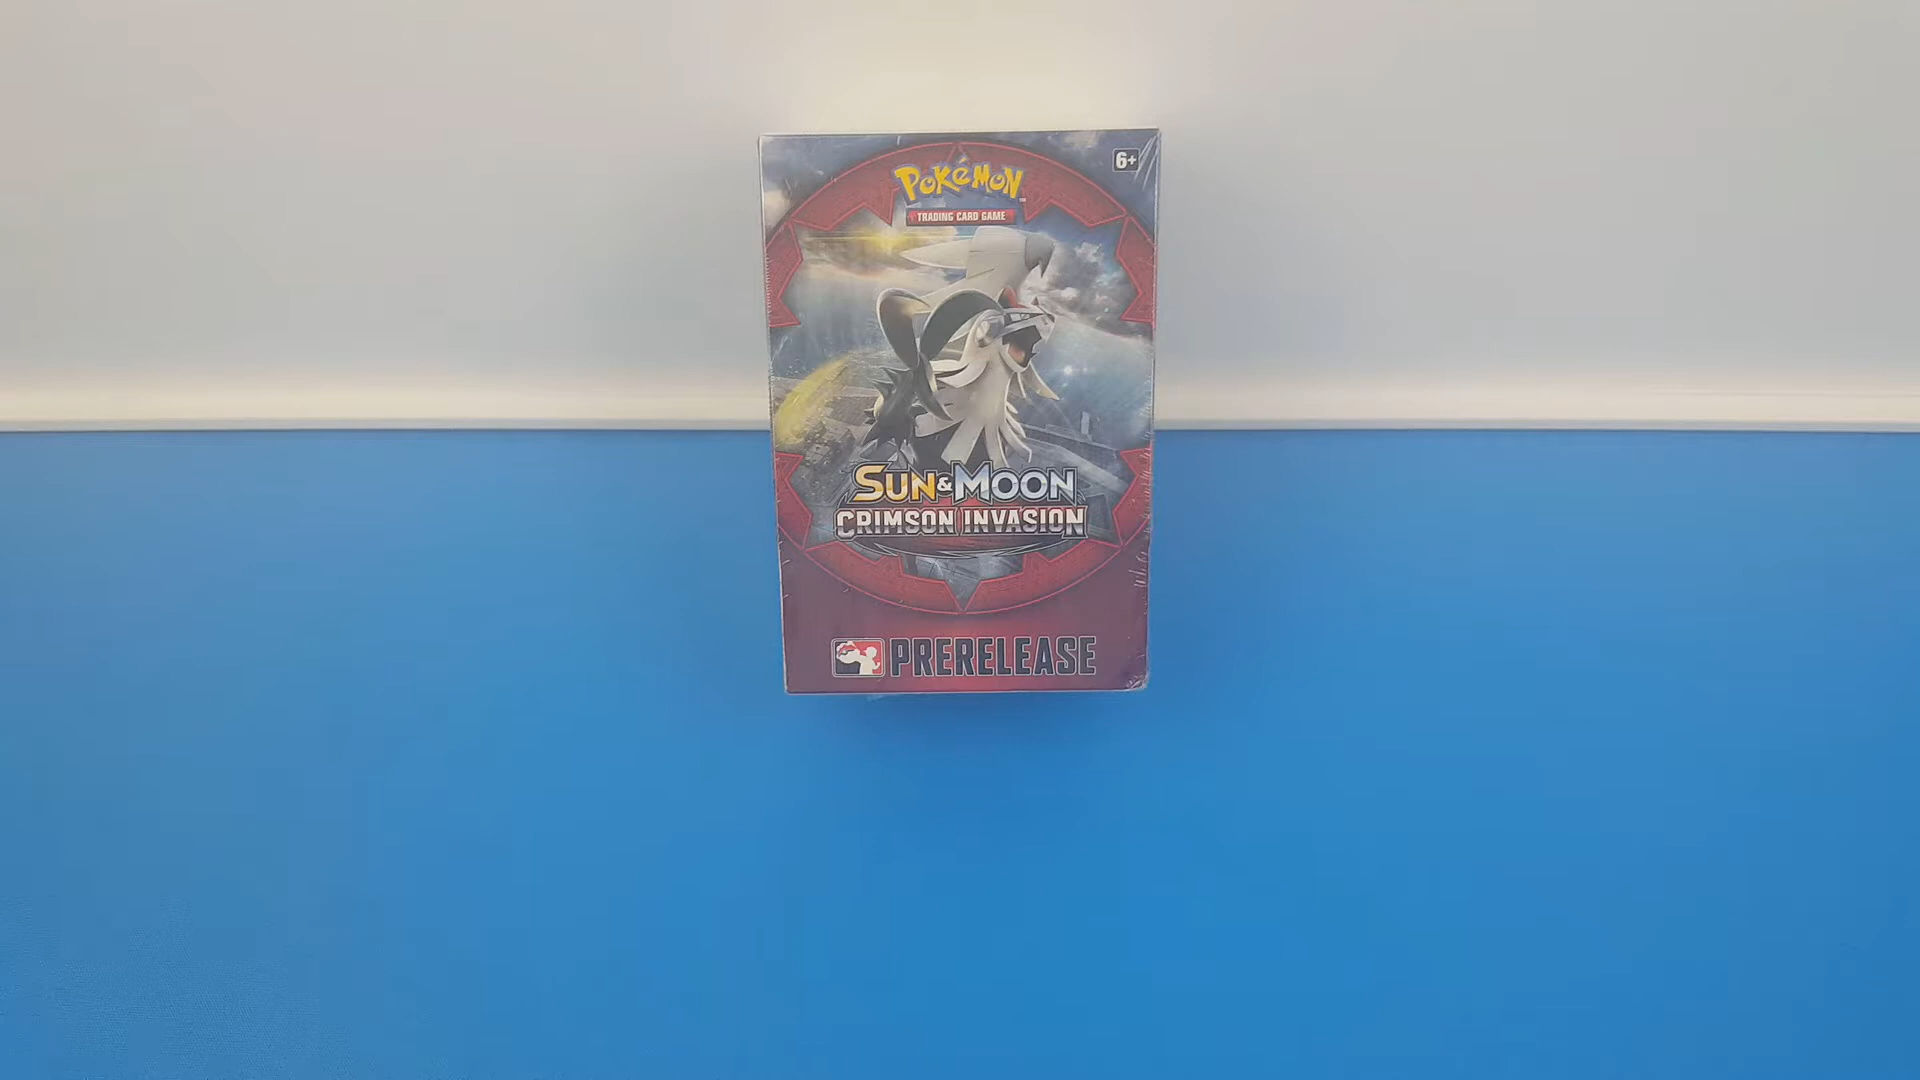 6+
POKéMON
TRADING CARD GAME
SUN & MOON
CRIMSON INVASION
PRERELEASE